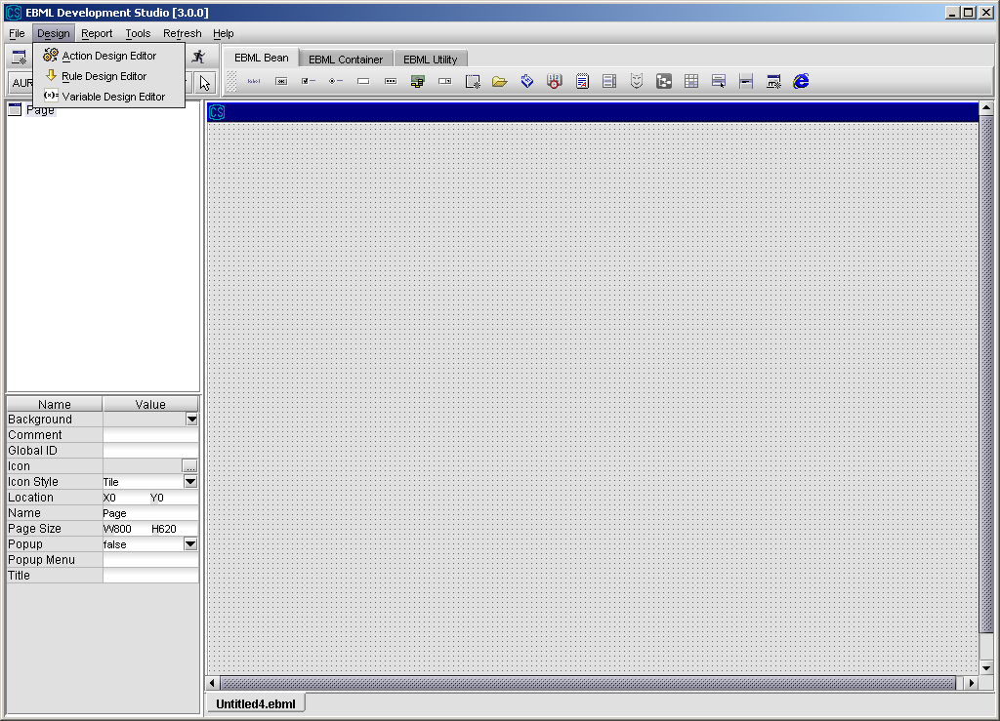 EBML Development Studio [3.0.0]
File Design Report Tools Refresh Help
Action Design Editor
Rule Design Editor
Variable Design Editor
EBML Bean EBML Container EBML Utility
AUR
label
Page
CS
Name Value
Background
Comment
Global ID
Icon ...
Icon Style Tile
Location X0 Y0
Name Page
Page Size W800 H620
Popup false
Popup Menu
Title
Untitled4.ebml